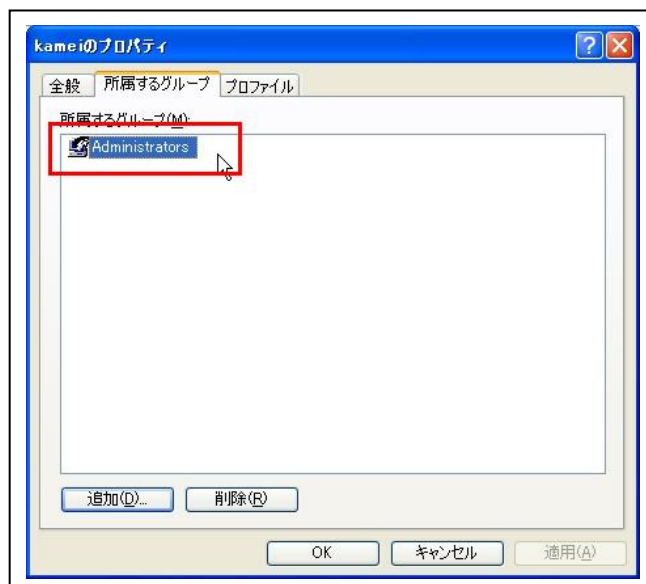 kameiのプロパティ
全般 所属するグループ プロファイル
所属するグループ(M):
Administrators
追加(D)... 削除(R)
OK キャンセル 適用(A)